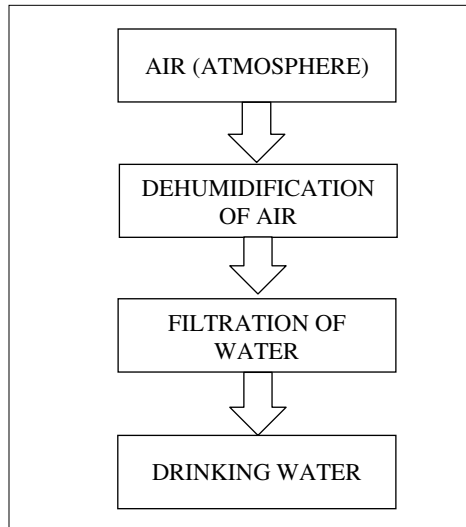 AIR (ATMOSPHERE)
DEHUMIDIFICATION
OF AIR
FILTRATION OF
WATER
DRINKING WATER